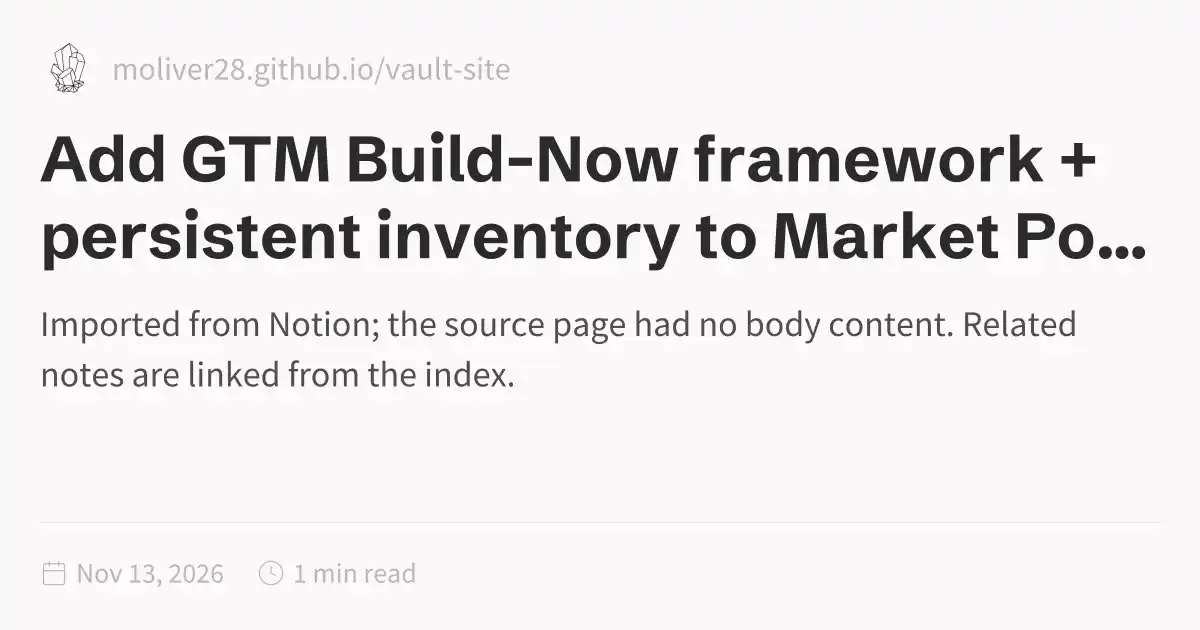 moliver28.github.io/vault-site
Add GTM Build-Now framework +
persistent inventory to Market Po...
Imported from Notion; the source page had no body content. Related
notes are linked from the index.
Nov 13, 2026 1 min read